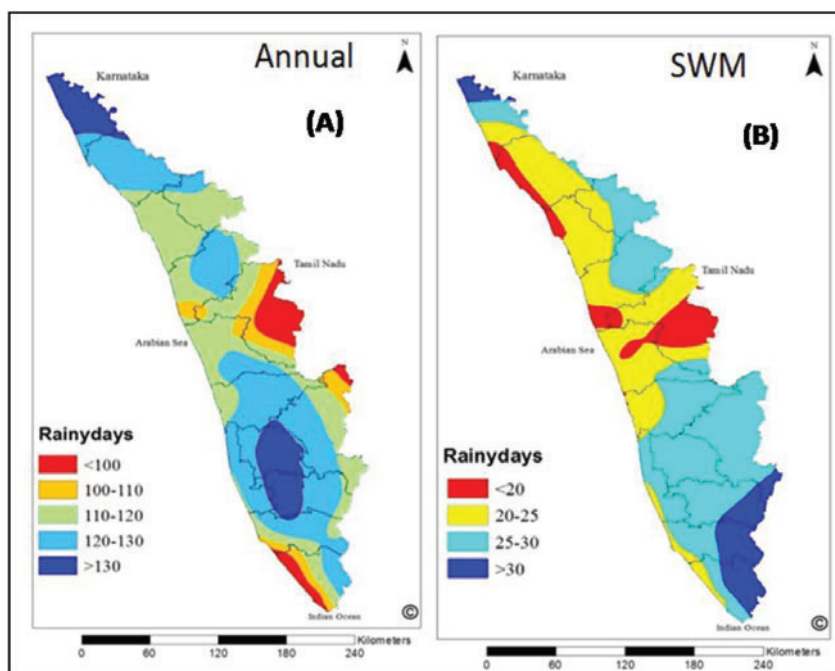 Annual
N
Karnataka
(A)
Tamil Nadu
Arabian Sea
Rainydays
<100
100-110
110-120
120-130
>130
Indian Ocean
©
Kilometers
0 60 120 180 240
SWM
N
Karnataka
(B)
Tamil Nadu
Arabian Sea
Rainydays
<20
20-25
25-30
>30
Indian Ocean
©
Kilometers
0 60 120 180 240